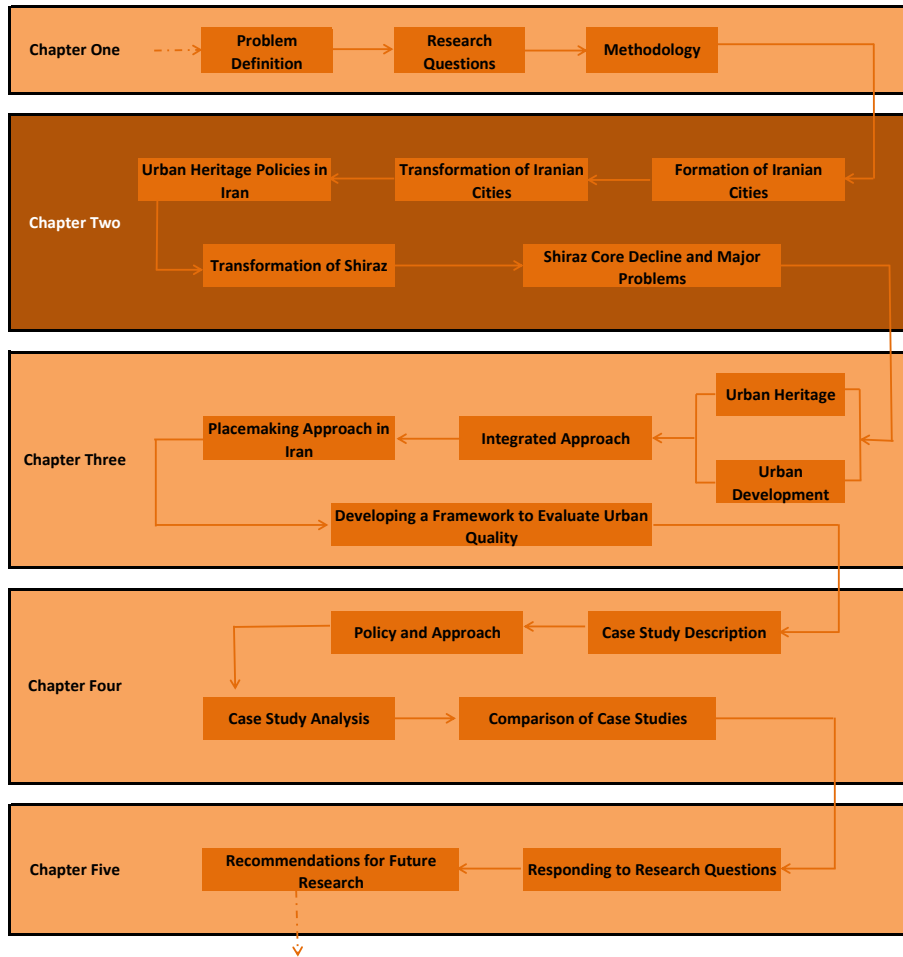 Chapter One
Problem
Definition
Research
Questions
Methodology
Chapter Two
Urban Heritage Policies in
Iran
Transformation of Iranian
Cities
Formation of Iranian
Cities
Transformation of Shiraz
Shiraz Core Decline and Major
Problems
Chapter Three
Urban Heritage
Placemaking Approach in
Iran
Integrated Approach
Urban
Development
Developing a Framework to Evaluate Urban
Quality
Chapter Four
Policy and Approach
Case Study Description
Case Study Analysis
Comparison of Case Studies
Chapter Five
Recommendations for Future
Research
Responding to Research Questions